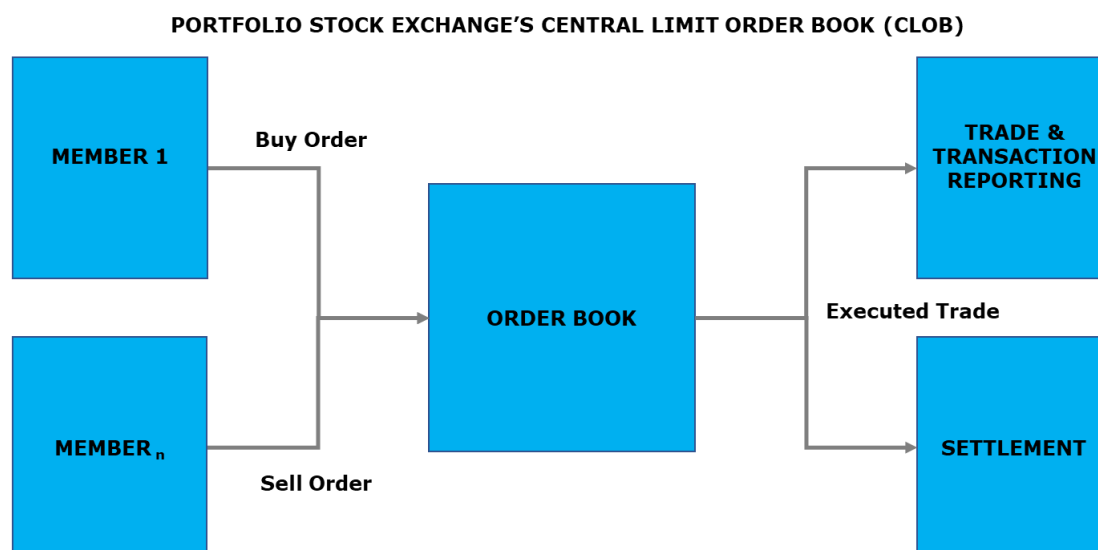 PORTFOLIO STOCK EXCHANGE'S CENTRAL LIMIT ORDER BOOK (CLOB)
MEMBER 1
Buy Order
TRADE &
TRANSACTION
REPORTING
ORDER BOOK
Executed Trade
MEMBER n
Sell Order
SETTLEMENT